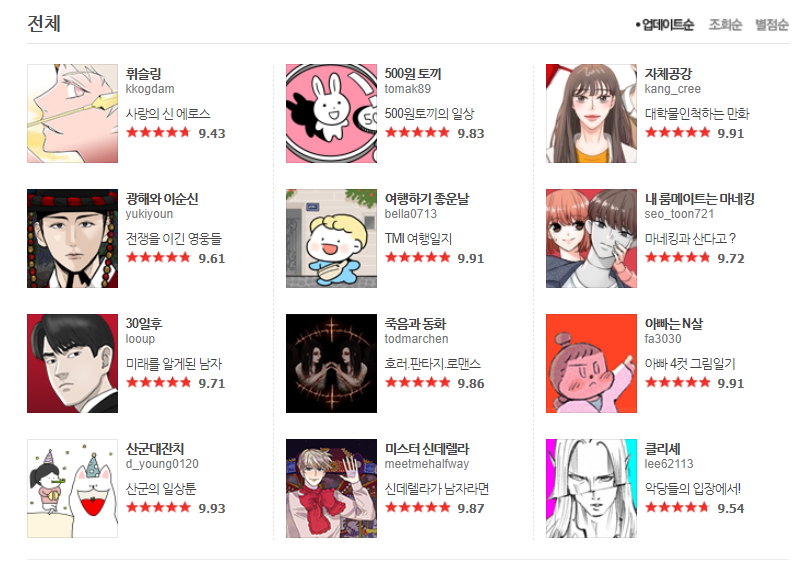 전체
• 업데이트순 조회순 별점순
휘슬링
kkogdam
사랑의 신 에로스
9.43
500원 토끼
tomak89
500원토끼의 일상
9.83
자체공강
kang_cree
대학물인척하는 만화
9.91
광해와 이순신
yukiyoun
전쟁을 이긴 영웅들
9.61
여행하기 좋은날
bella0713
TMI 여행일지
9.91
내 룸메이트는 마네킹
seo_toon721
마네킹과 산다고 ?
9.72
30일후
looup
미래를 알게된 남자
9.71
죽음과 동화
todmarchen
호러.판타지.로맨스
9.86
아빠는 N살
fa3030
아빠 4컷 그림일기
9.91
산군대잔치
d_young0120
산군의 일상툰
9.93
미스터 신데렐라
meetmehalfway
신데렐라가 남자라면
9.87
클리셰
lee62113
악당들의 입장에서!
9.54